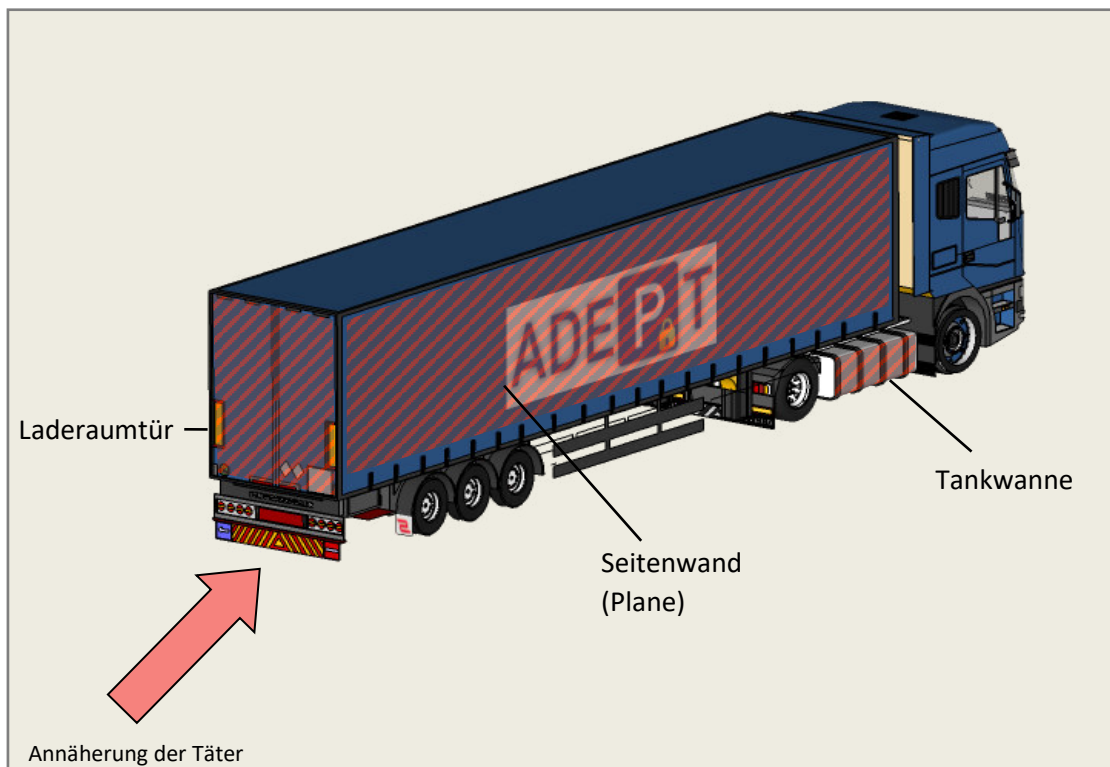 ADEPT
Laderaumtür
Tankwanne
Seitenwand
(Plane)
Annäherung der Täter